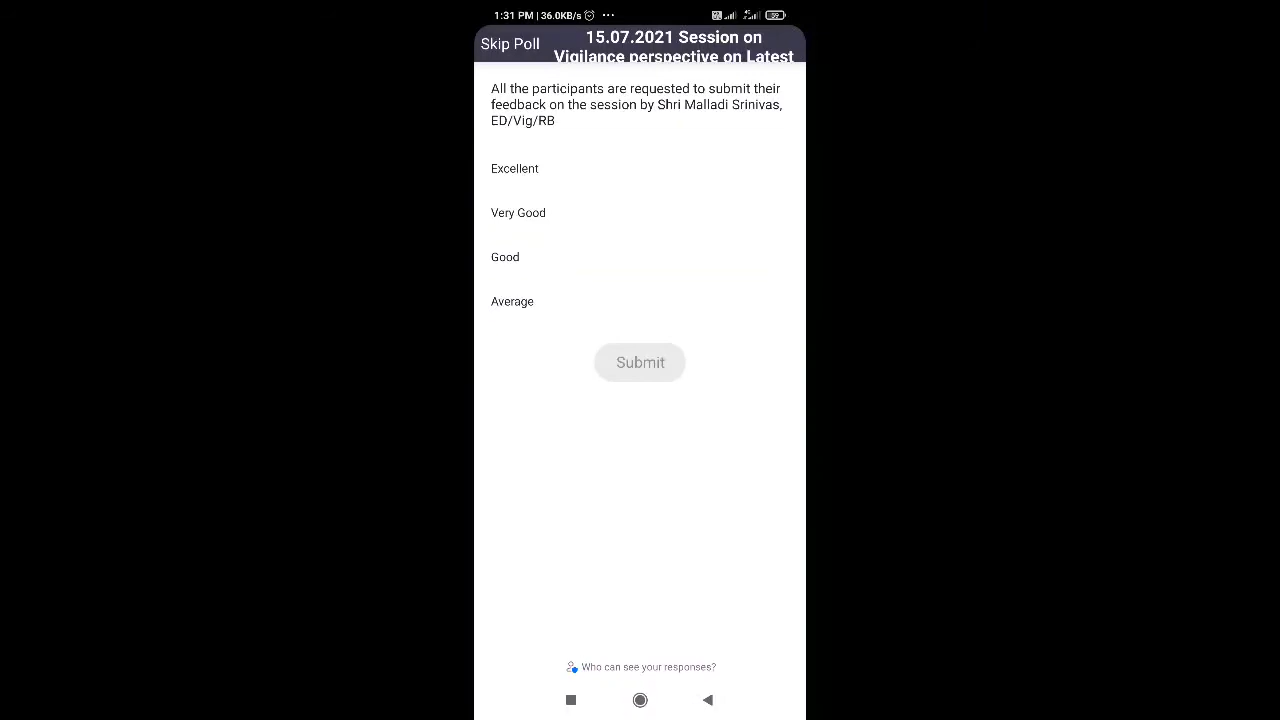 1:31 PM | 36.0KB/s
59
Skip Poll
15.07.2021 Session on
Vigilance perspective on Latest
All the participants are requested to submit their
feedback on the session by Shri Malladi Srinivas,
ED/Vig/RB
Excellent
Very Good
Good
Average
Submit
Who can see your responses?